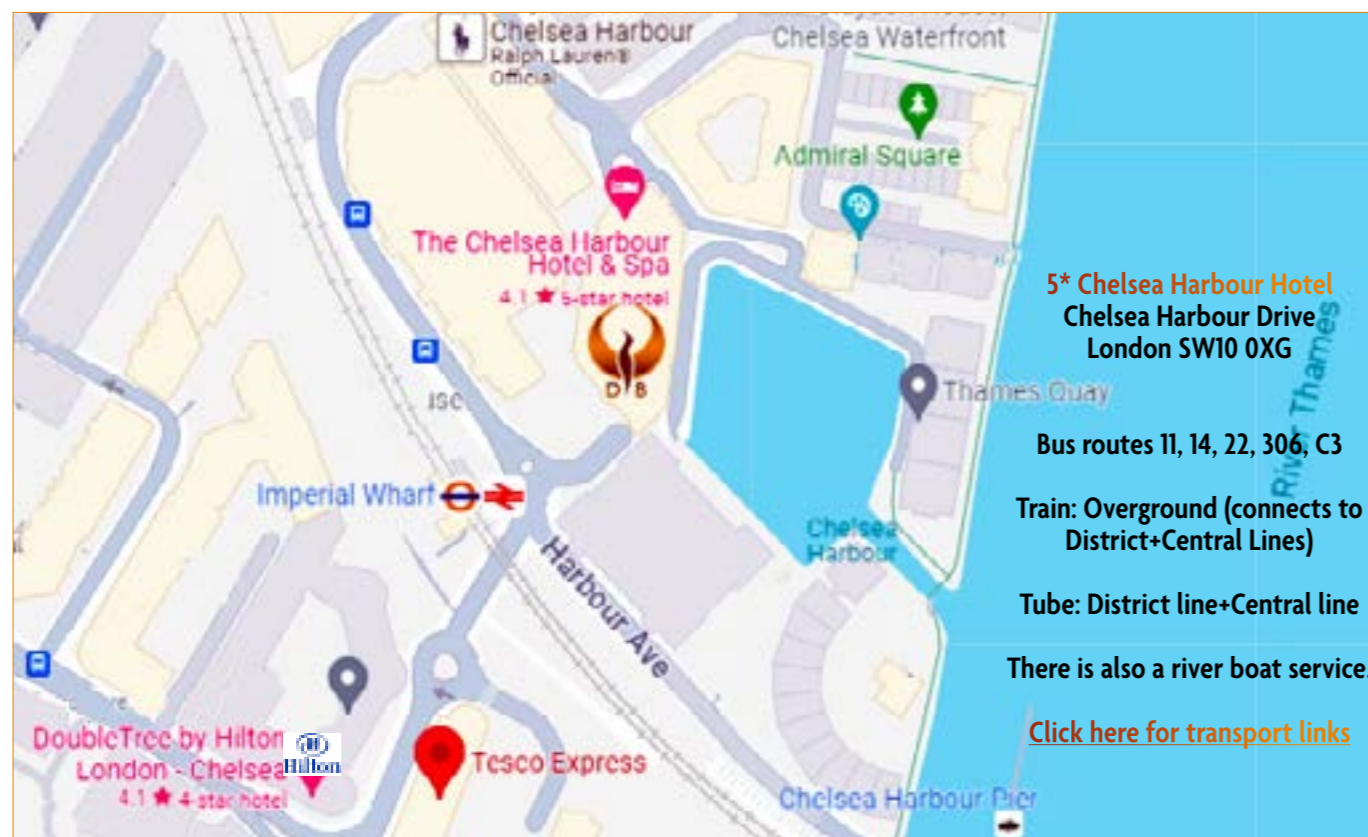 Chelsea Harbour
Ralph Lauren®
Official
Chelsea Waterfront
Admiral Square
The Chelsea Harbour
Hotel & Spa
4.1 ★ 5-star hotel
D B
5* Chelsea Harbour Hotel
Chelsea Harbour Drive
London SW10 0XG
River Thames
Thames Quay
Bus routes 11, 14, 22, 306, C3
Imperial Wharf
Train: Overground (connects to
District+Central Lines)
Chelsea
Harbour
Harbour Ave
Tube: District line+Central line
There is also a river boat service.
Click here for transport links
DoubleTree by Hilton
London - Chelsea
4.1 ★ 4-star hotel
Hilton
Tesco Express
Chelsea Harbour Pier